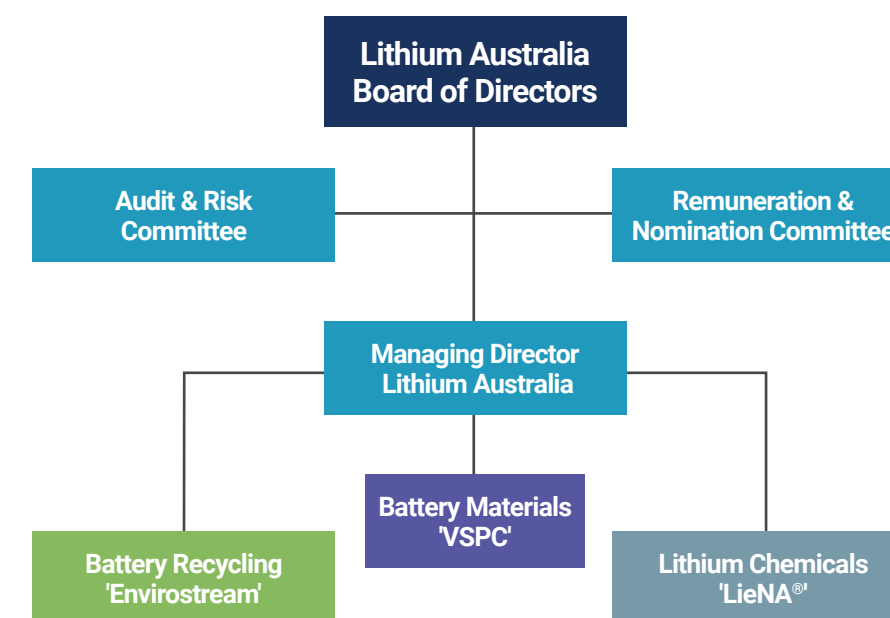 Lithium Australia
Board of Directors
Audit & Risk
Committee
Remuneration &
Nomination Committee
Managing Director
Lithium Australia
Battery Materials
'VSPC'
Battery Recycling
'Envirostream'
Lithium Chemicals
'LieNA®'